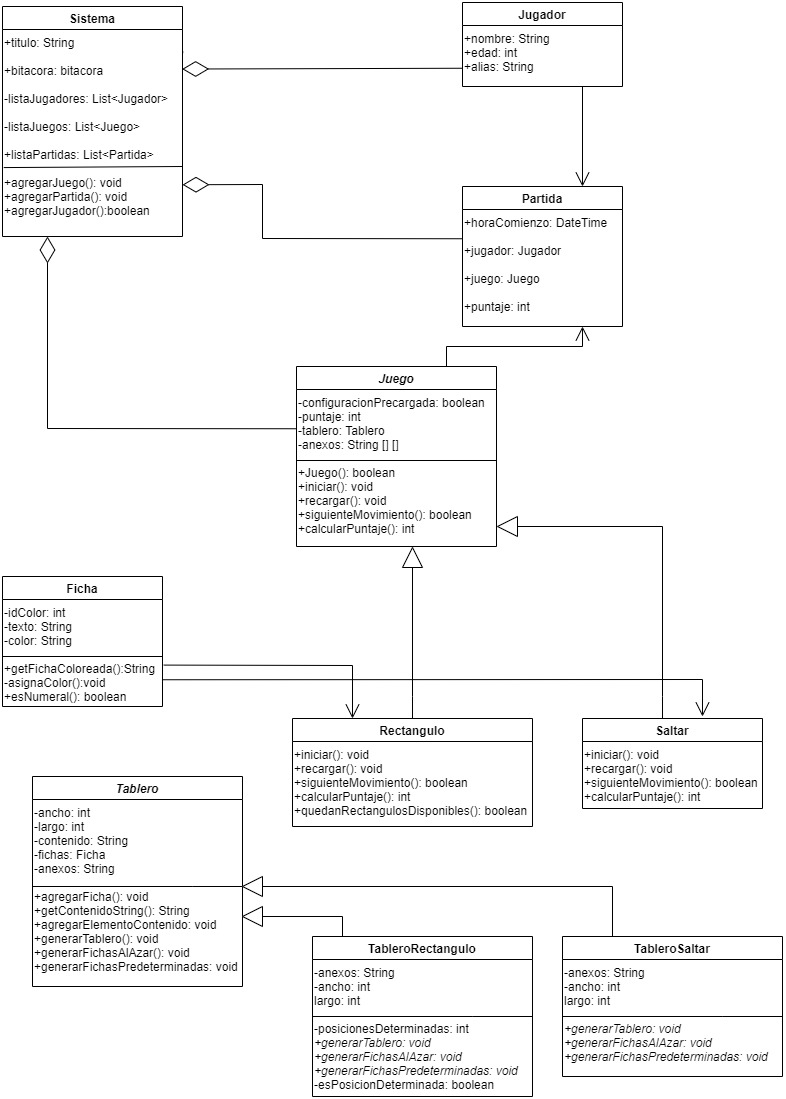 Sistema
+titulo: String
+bitacora: bitacora
-listaJugadores: List<Jugador>
-listaJuegos: List<Juego>
+listaPartidas: List<Partida>
+agregarJuego(): void
+agregarPartida(): void
+agregarJugador():boolean
Jugador
+nombre: String
+edad: int
+alias: String
Partida
+horaComienzo: DateTime
+jugador: Jugador
+juego: Juego
+puntaje: int
Juego
-configuracionPrecargada: boolean
-puntaje: int
-tablero: Tablero
-anexos: String [] []
+Juego(): boolean
+iniciar(): void
+recargar(): void
+siguienteMovimiento(): boolean
+calcularPuntaje(): int
Ficha
-idColor: int
-texto: String
-color: String
+getFichaColoreada():String
-asignaColor():void
+esNumeral(): boolean
Rectangulo
+iniciar(): void
+recargar(): void
+siguienteMovimiento(): boolean
+calcularPuntaje(): int
+quedanRectangulosDisponibles(): boolean
Saltar
+iniciar(): void
+recargar(): void
+siguienteMovimiento(): boolean
+calcularPuntaje(): int
Tablero
-ancho: int
-largo: int
-contenido: String
-fichas: Ficha
-anexos: String
+agregarFicha(): void
+getContenidoString(): String
+agregarElementoContenido: void
+generarTablero(): void
+generarFichasAlAzar(): void
+generarFichasPredeterminadas: void
TableroRectangulo
-anexos: String
-ancho: int
largo: int
-posicionesDeterminadas: int
+generarTablero: void
+generarFichasAlAzar: void
+generarFichasPredeterminadas: void
-esPosicionDeterminada: boolean
TableroSaltar
-anexos: String
-ancho: int
largo: int
+generarTablero: void
+generarFichasAlAzar: void
+generarFichasPredeterminadas: void